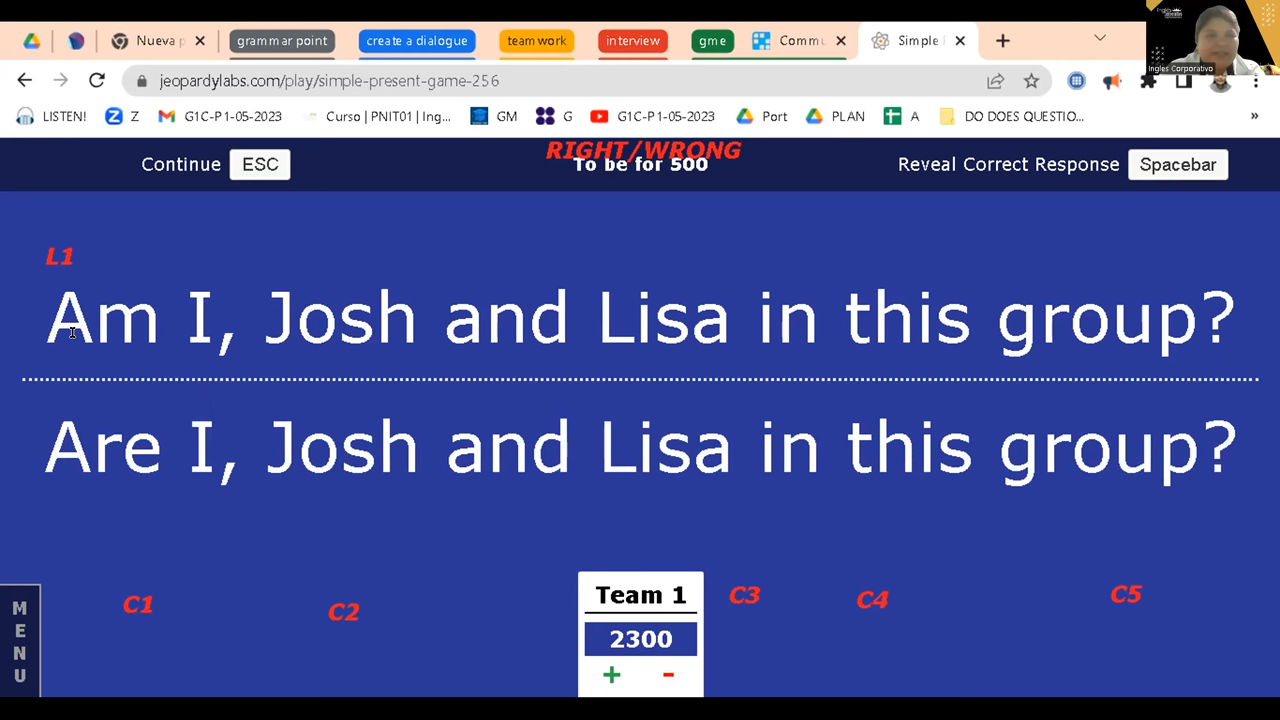 Nueva p
grammar point
create a dialogue
team work
interview
gme
Commu
Simple
Ingles Corporativo
jeopardylabs.com/play/simple-present-game-256
LISTEN!
Z
G1C-P1-05-2023
Curso | PNIT01 | Ing...
GM
G
G1C-P1-05-2023
Port
PLAN
A
DO DOES QUESTIO...
»
RIGHT/WRONG
Continue ESC
To be for 500
Reveal Correct Response Spacebar
L1
Am I, Josh and Lisa in this group?
Are I, Josh and Lisa in this group?
MENU
C1
C2
Team 1
2300
+ -
C3
C4
C5